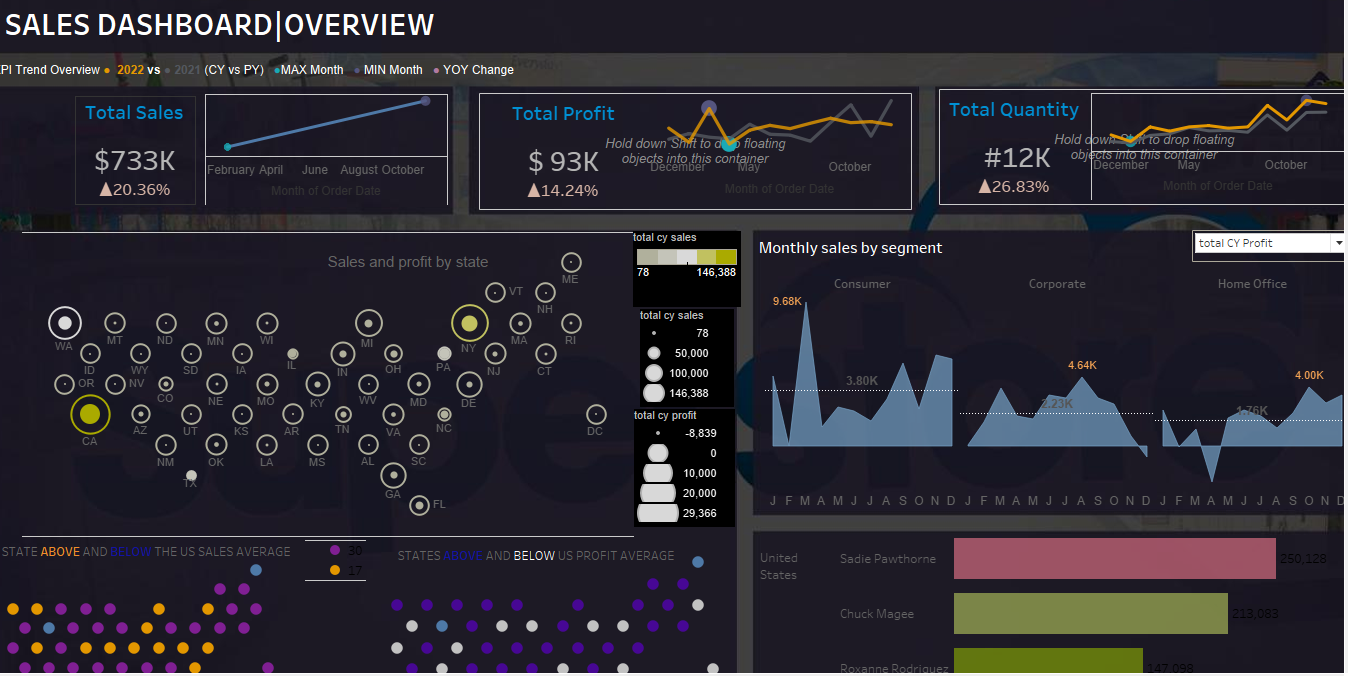 SALES DASHBOARD|OVERVIEW
PI Trend Overview 2022 vs 2021 (CY vs PY) MAX Month MIN Month YOY Change
Total Sales
$733K
▲20.36%
February April June August October
Month of Order Date
Total Profit
$ 93K
▲14.24%
Hold down Shift to drop floating
objects into this container
December May October
Month of Order Date
Total Quantity
#12K
▲26.83%
Hold down Shift to drop floating
objects into this container
December May October
Month of Order Date
Sales and profit by state
ME
VT NH
WA MT ND MN WI MI NY MA RI
ID WY SD IA IL IN OH PA NJ CT
OR NV CO NE MO KY WV MD DE
CA AZ UT KS AR TN VA NC DC
NM OK LA MS AL SC
TX GA
FL
total cy sales
78 146,388
total cy sales
78
50,000
100,000
146,388
total cy profit
-8,839
0
10,000
20,000
29,366
Monthly sales by segment
total CY Profit
Consumer Corporate Home Office
9.68K
3.80K
4.64K
2.23K
4.00K
1.76K
J F M A M J J A S O N D J F M A M J J A S O N D J F M A M J J A S O N D
STATE ABOVE AND BELOW THE US SALES AVERAGE
30
17
STATES ABOVE AND BELOW US PROFIT AVERAGE
United
States
Sadie Pawthorne 250,128
Chuck Magee 213,083
Roxanne Rodriguez 147,098